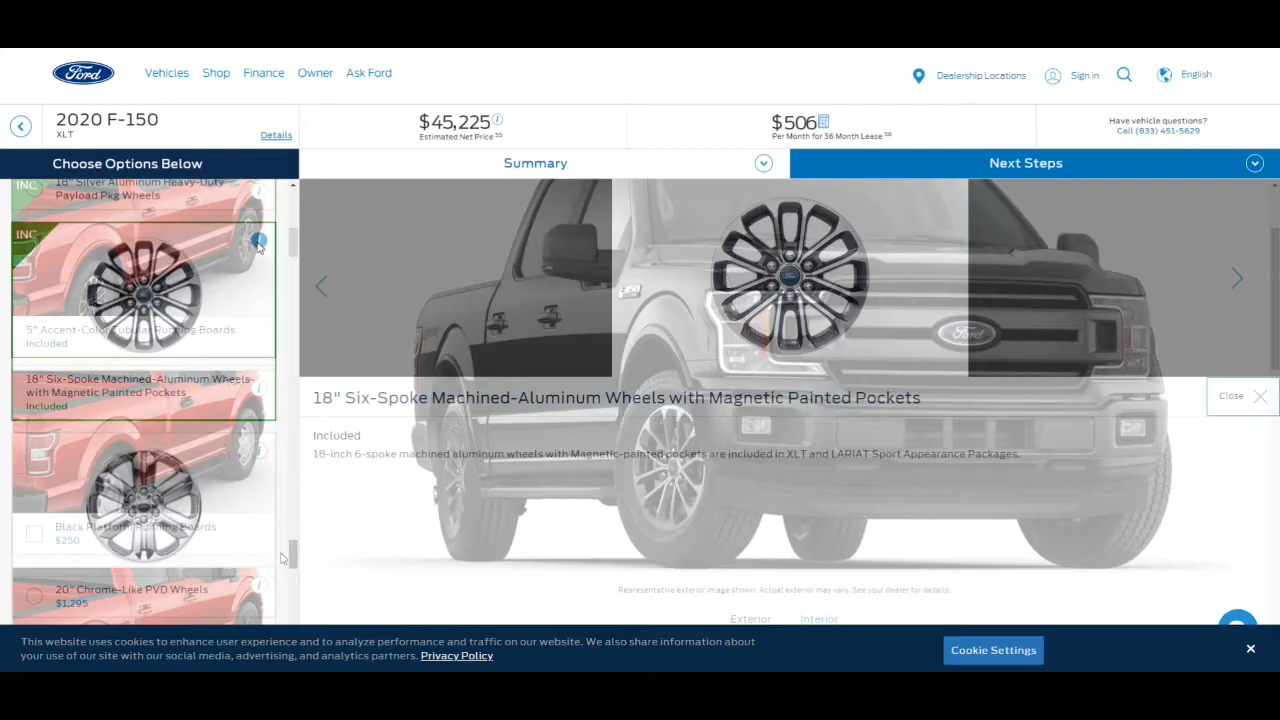 Ford
Vehicles
Shop
Finance
Owner
Ask Ford
Dealership Locations
Sign in
English
2020 F-150
XLT
Details
$45,225
Estimated Net Price 55
$506
Per Month for 36 Month Lease 56
Have vehicle questions?
Call (833) 451-5629
Choose Options Below
Summary
Next Steps
INC
18" Silver Aluminum Heavy-Duty
Payload Pkg Wheels
INC
5" Accent-Color Tubular Running Boards
Included
18" Six-Spoke Machined-Aluminum Wheels
with Magnetic Painted Pockets
Included
Black Platform Running Boards
$250
20" Chrome-Like PVD Wheels
$1,295
Ford
18" Six-Spoke Machined-Aluminum Wheels with Magnetic Painted Pockets
Close
Included
18-inch 6-spoke machined aluminum wheels with Magnetic-painted pockets are included in XLT and LARIAT Sport Appearance Packages.
Representative exterior image shown. Actual exterior may vary. See your dealer for details.
Exterior
Interior
This website uses cookies to enhance user experience and to analyze performance and traffic on our website. We also share information about
your use of our site with our social media, advertising, and analytics partners. Privacy Policy
Cookie Settings